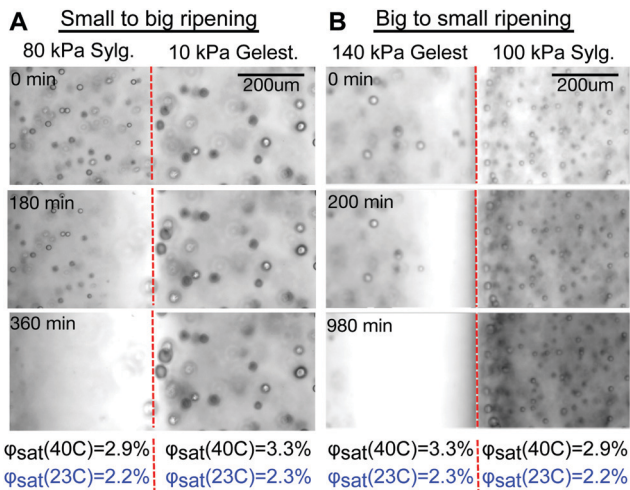 A Small to big ripening
80 kPa Sylg. 10 kPa Gelest.
0 min 200um
180 min
360 min
φsat(40C)=2.9% φsat(40C)=3.3%
φsat(23C)=2.2% φsat(23C)=2.3%
B Big to small ripening
140 kPa Gelest 100 kPa Sylg.
0 min 200um
200 min
980 min
φsat(40C)=3.3% φsat(40C)=2.9%
φsat(23C)=2.3% φsat(23C)=2.2%